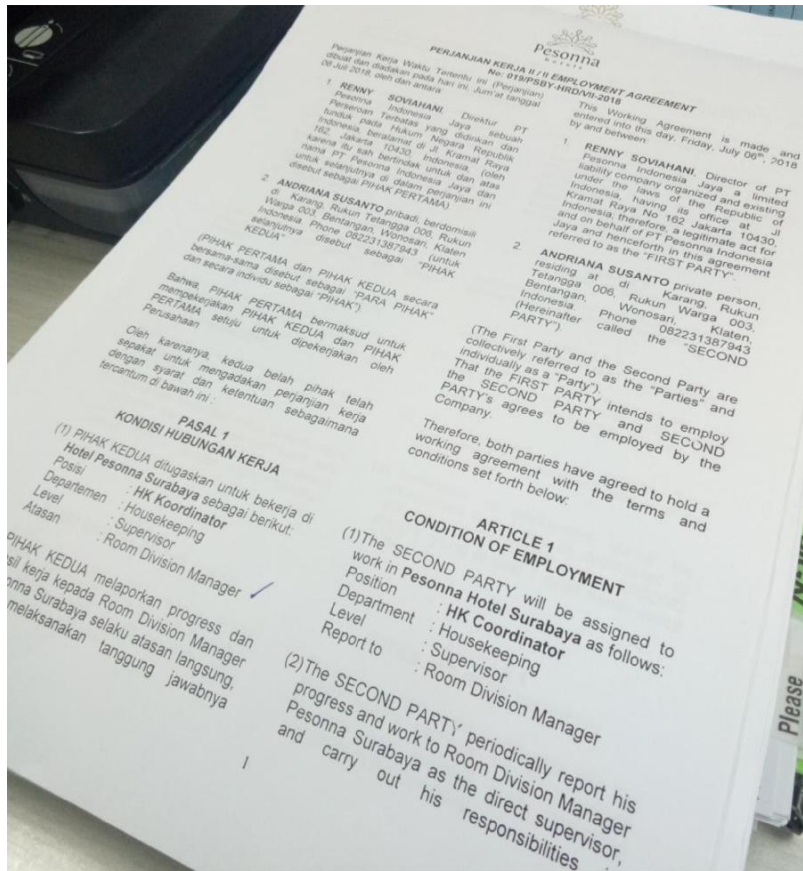 Pesonna
PERJANJIAN KERJA II / II EMPLOYMENT AGREEMENT
No: 019/PSBY-HRD/VII-2018
Perjanjian Kerja Waktu Tertentu ini (Perjanjian)
dibuat dan diadakan pada hari ini, Jum'at tanggal
08 Juli 2018, oleh dan antara:
1. RENNY SOVIAHANI, Direktur PT
Pesonna Indonesia Jaya sebuah
Perseroan Terbatas yang didirikan dan
tunduk pada Hukum Negara Republik
Indonesia, beralamat di Jl. Kramat Raya
162, Jakarta 10430, Indonesia, (oleh
karena itu sah bertindak untuk dan atas
nama PT Pesonna Indonesia Jaya dan
untuk selanjutnya di dalam perjanjian ini
disebut sebagai PIHAK PERTAMA)
2. ANDRIANA SUSANTO pribadi, berdomisili
di Karang, Rukun Tetangga 006, Rukun
Warga 003, Bentangan, Wonosari, Klaten
Indonesia Phone 082231387943 (untuk
selanjutnya disebut sebagai "PIHAK
KEDUA"
(PIHAK PERTAMA dan PIHAK KEDUA secara
bersama-sama disebut sebagai "PARA PIHAK"
dan secara individu sebagai "PIHAK")
Bahwa, PIHAK PERTAMA bermaksud untuk
mempekerjakan PIHAK KEDUA dan PIHAK
PERTAMA setuju untuk dipekerjakan oleh
Perusahaan
Oleh karenanya, kedua belah pihak telah
sepakat untuk mengadakan perjanjian kerja
dengan syarat dan ketentuan sebagaimana
tercantum di bawah ini :
PASAL 1
KONDISI HUBUNGAN KERJA
(1) PIHAK KEDUA ditugaskan untuk bekerja di
Hotel Pesonna Surabaya sebagai berikut:
Posisi : HK Koordinator
Departemen : Housekeeping
Level : Supervisor
Atasan : Room Division Manager
PIHAK KEDUA melaporkan progress dan
kerja kepada Room Division Manager
Surabaya selaku atasan langsung,
melaksanakan tanggung jawabnya
This Working Agreement is made and
entered into this day, Friday, July 06th, 2018
by and between:
1. RENNY SOVIAHANI, Director of PT
Pesonna Indonesia Jaya a limited
liability company organized and existing
under the laws of the Republic of
Indonesia, having its office at Jl
Kramat Raya No 162 Jakarta 10430,
Indonesia, therefore, a legitimate act for
and on behalf of PT Pesonna Indonesia
Jaya and henceforth in this agreement
referred to as the "FIRST PARTY".
2. ANDRIANA SUSANTO private person,
residing at di Karang, Rukun
Tetangga 006, Rukun Warga 003,
Bentangan, Wonosari, Klaten,
Indonesia Phone 082231387943
(Hereinafter called the "SECOND
PARTY").
(The First Party and the Second Party are
collectively referred to as the "Parties" and
individually as a "Party").
That the FIRST PARTY intends to employ
the SECOND PARTY and SECOND
PARTY's agrees to be employed by the
Company.
Therefore, both parties have agreed to hold a
working agreement with the terms and
conditions set forth below:
ARTICLE 1
CONDITION OF EMPLOYMENT
(1)The SECOND PARTY will be assigned to
work in Pesonna Hotel Surabaya as follows:
Position : HK Coordinator
Department : Housekeeping
Level : Supervisor
Report to : Room Division Manager
(2)The SECOND PARTY periodically report his
progress and work to Room Division Manager
Pesonna Surabaya as the direct supervisor,
and carry out his responsibilities
1
Please